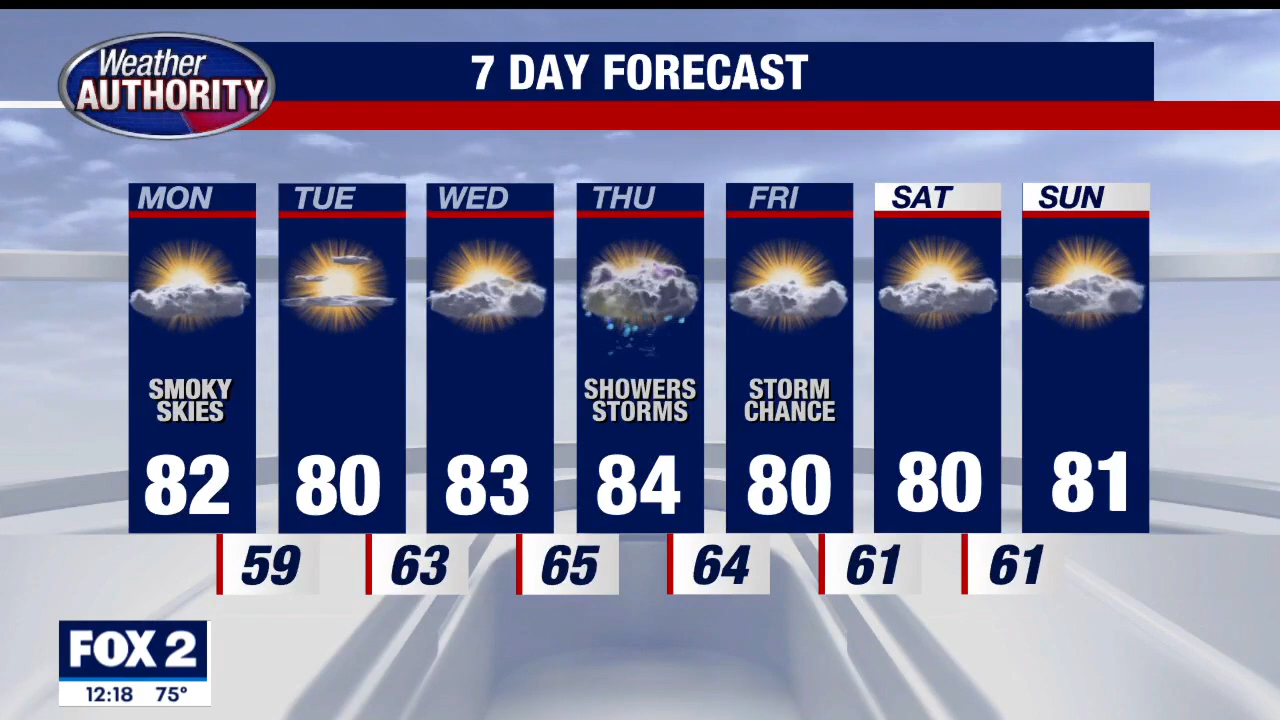 Weather
AUTHORITY
7 DAY FORECAST
MON TUE WED THU FRI SAT SUN
SMOKY
SKIES
SHOWERS
STORMS
STORM
CHANCE
82 80 83 84 80 80 81
59 63 65 64 61 61
FOX 2
12:18 75°